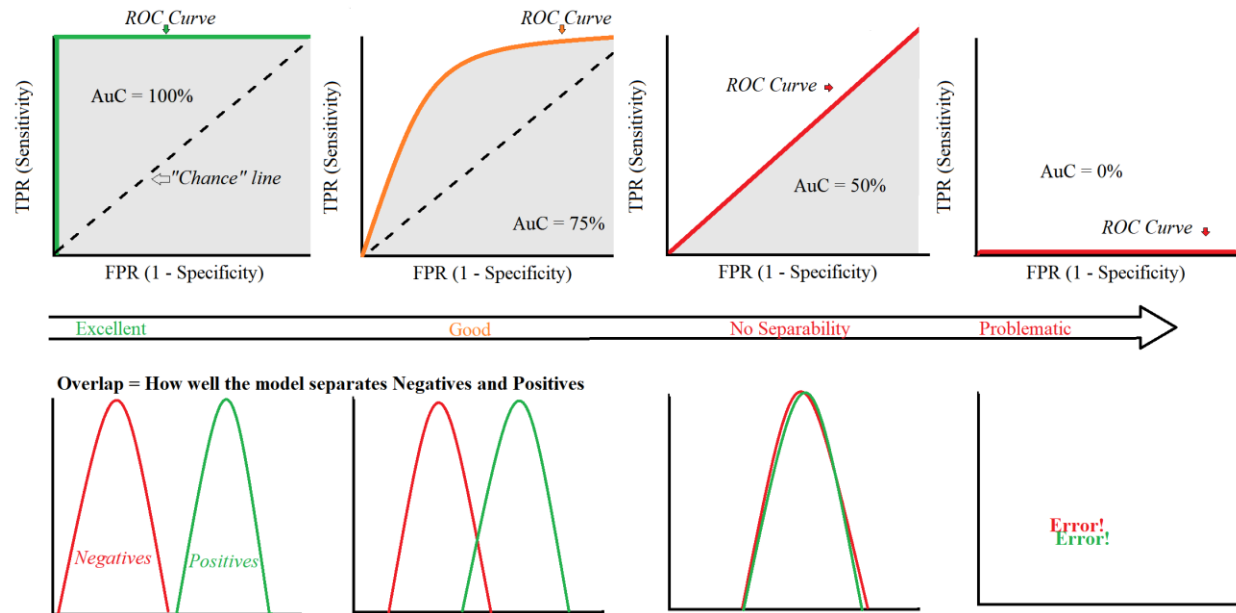 ROC Curve
TPR (Sensitivity)
AuC = 100%
"Chance" line
FPR (1 - Specificity)
ROC Curve
TPR (Sensitivity)
AuC = 75%
FPR (1 - Specificity)
TPR (Sensitivity)
ROC Curve
AuC = 50%
FPR (1 - Specificity)
TPR (Sensitivity)
AuC = 0%
ROC Curve
FPR (1 - Specificity)
Excellent
Good
No Separability
Problematic
Overlap = How well the model separates Negatives and Positives
Negatives
Positives
Error!
Error!